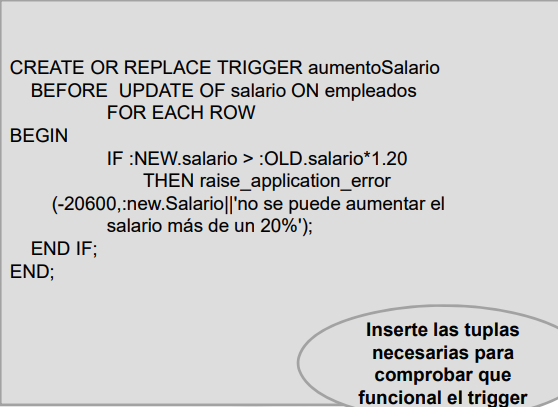 CREATE OR REPLACE TRIGGER aumentoSalario
BEFORE UPDATE OF salario ON empleados
FOR EACH ROW
BEGIN
IF :NEW.salario > :OLD.salario*1.20
THEN raise_application_error
(-20600,:new.Salario||'no se puede aumentar el
salario más de un 20%');
END IF;
END;
Inserte las tuplas
necesarias para
comprobar que
funcional el trigger